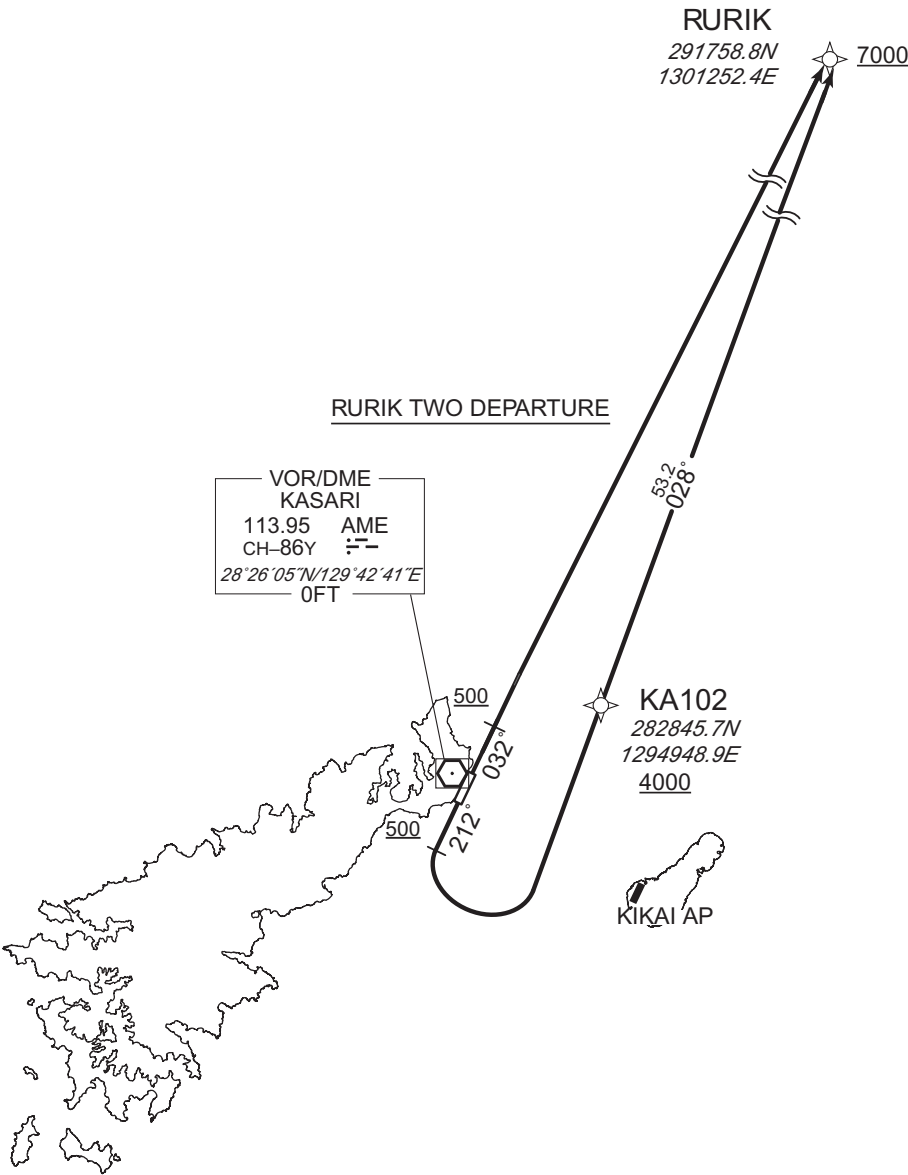 RURIK
291758.8N
1301252.4E
7000
RURIK TWO DEPARTURE
VOR/DME
KASARI
113.95 AME
CH–86Y
28°26´05˝N/129°42´41˝E
0FT
53.2
028°
500
032°
KA102
282845.7N
1294948.9E
4000
500
212°
KIKAI AP